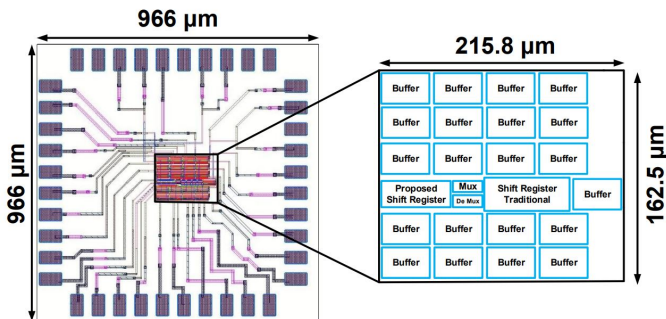 966 µm
966 µm
215.8 µm
162.5 µm
Buffer Buffer Buffer Buffer
Buffer Buffer Buffer Buffer
Buffer Buffer Buffer Buffer
Proposed
Shift Register
Mux
De Mux
Shift Register
Traditional
Buffer
Buffer Buffer Buffer Buffer
Buffer Buffer Buffer Buffer